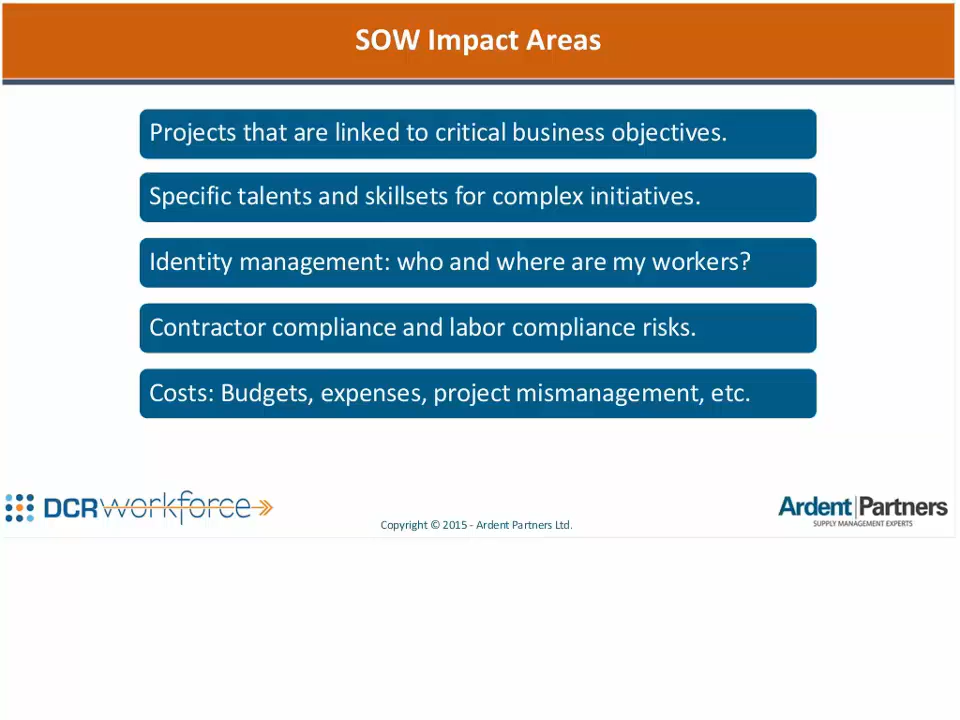 SOW Impact Areas
Projects that are linked to critical business objectives.
Specific talents and skillsets for complex initiatives.
Identity management: who and where are my workers?
Contractor compliance and labor compliance risks.
Costs: Budgets, expenses, project mismanagement, etc.
DCRworkforce
Copyright © 2015 - Ardent Partners Ltd.
Ardent|Partners
SUPPLY MANAGEMENT EXPERTS